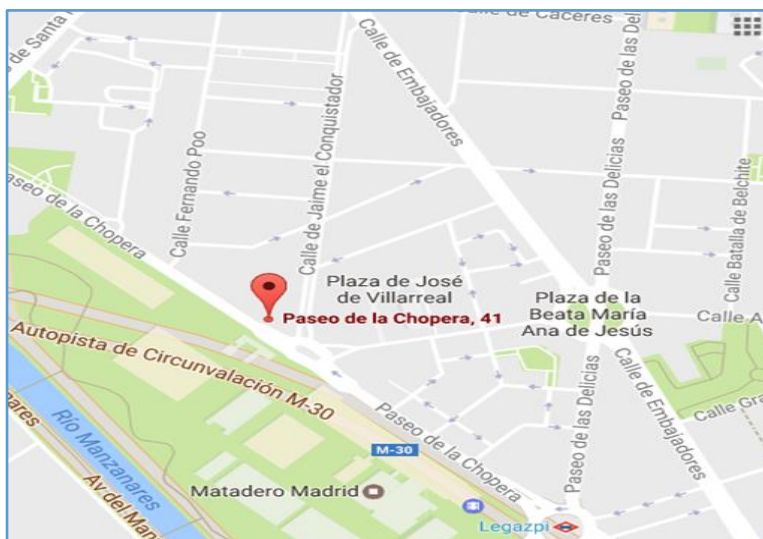 Calle de Cáceres
de Santa
Calle de Embajadores
Paseo de las Del
Calle de Jaime el Conquistador
Calle Fernando Poo
Paseo de las Delicias
Calle Batalla de Belchite
aseo de la Chopera
Plaza de José
de Villarreal
Paseo de la Chopera, 41
Plaza de la
Beata María
Ana de Jesús
Calle A
Autopista de Circunvalación M-30
Calle de Embajadores
Calle Gra
Paseo de las Delicias
Paseo de la Chopera
M-30
Río Manzanares
nares
Av del Man
Matadero Madrid
Legazpi